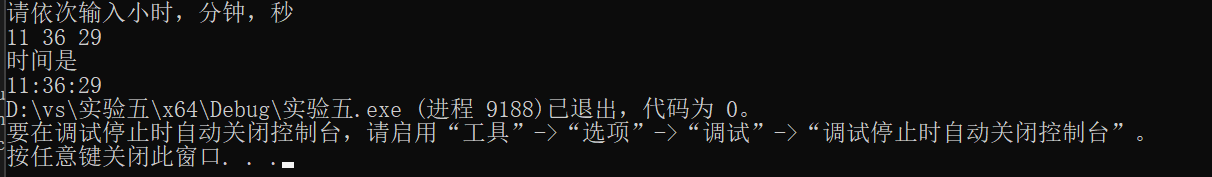 请依次输入小时，分钟，秒
11 36 29
时间是
11:36:29
D:\vs\实验五\x64\Debug\实验五.exe (进程 9188)已退出，代码为 0。
要在调试停止时自动关闭控制台，请启用“工具”->“选项”->“调试”->“调试停止时自动关闭控制台”。
按任意键关闭此窗口. . .